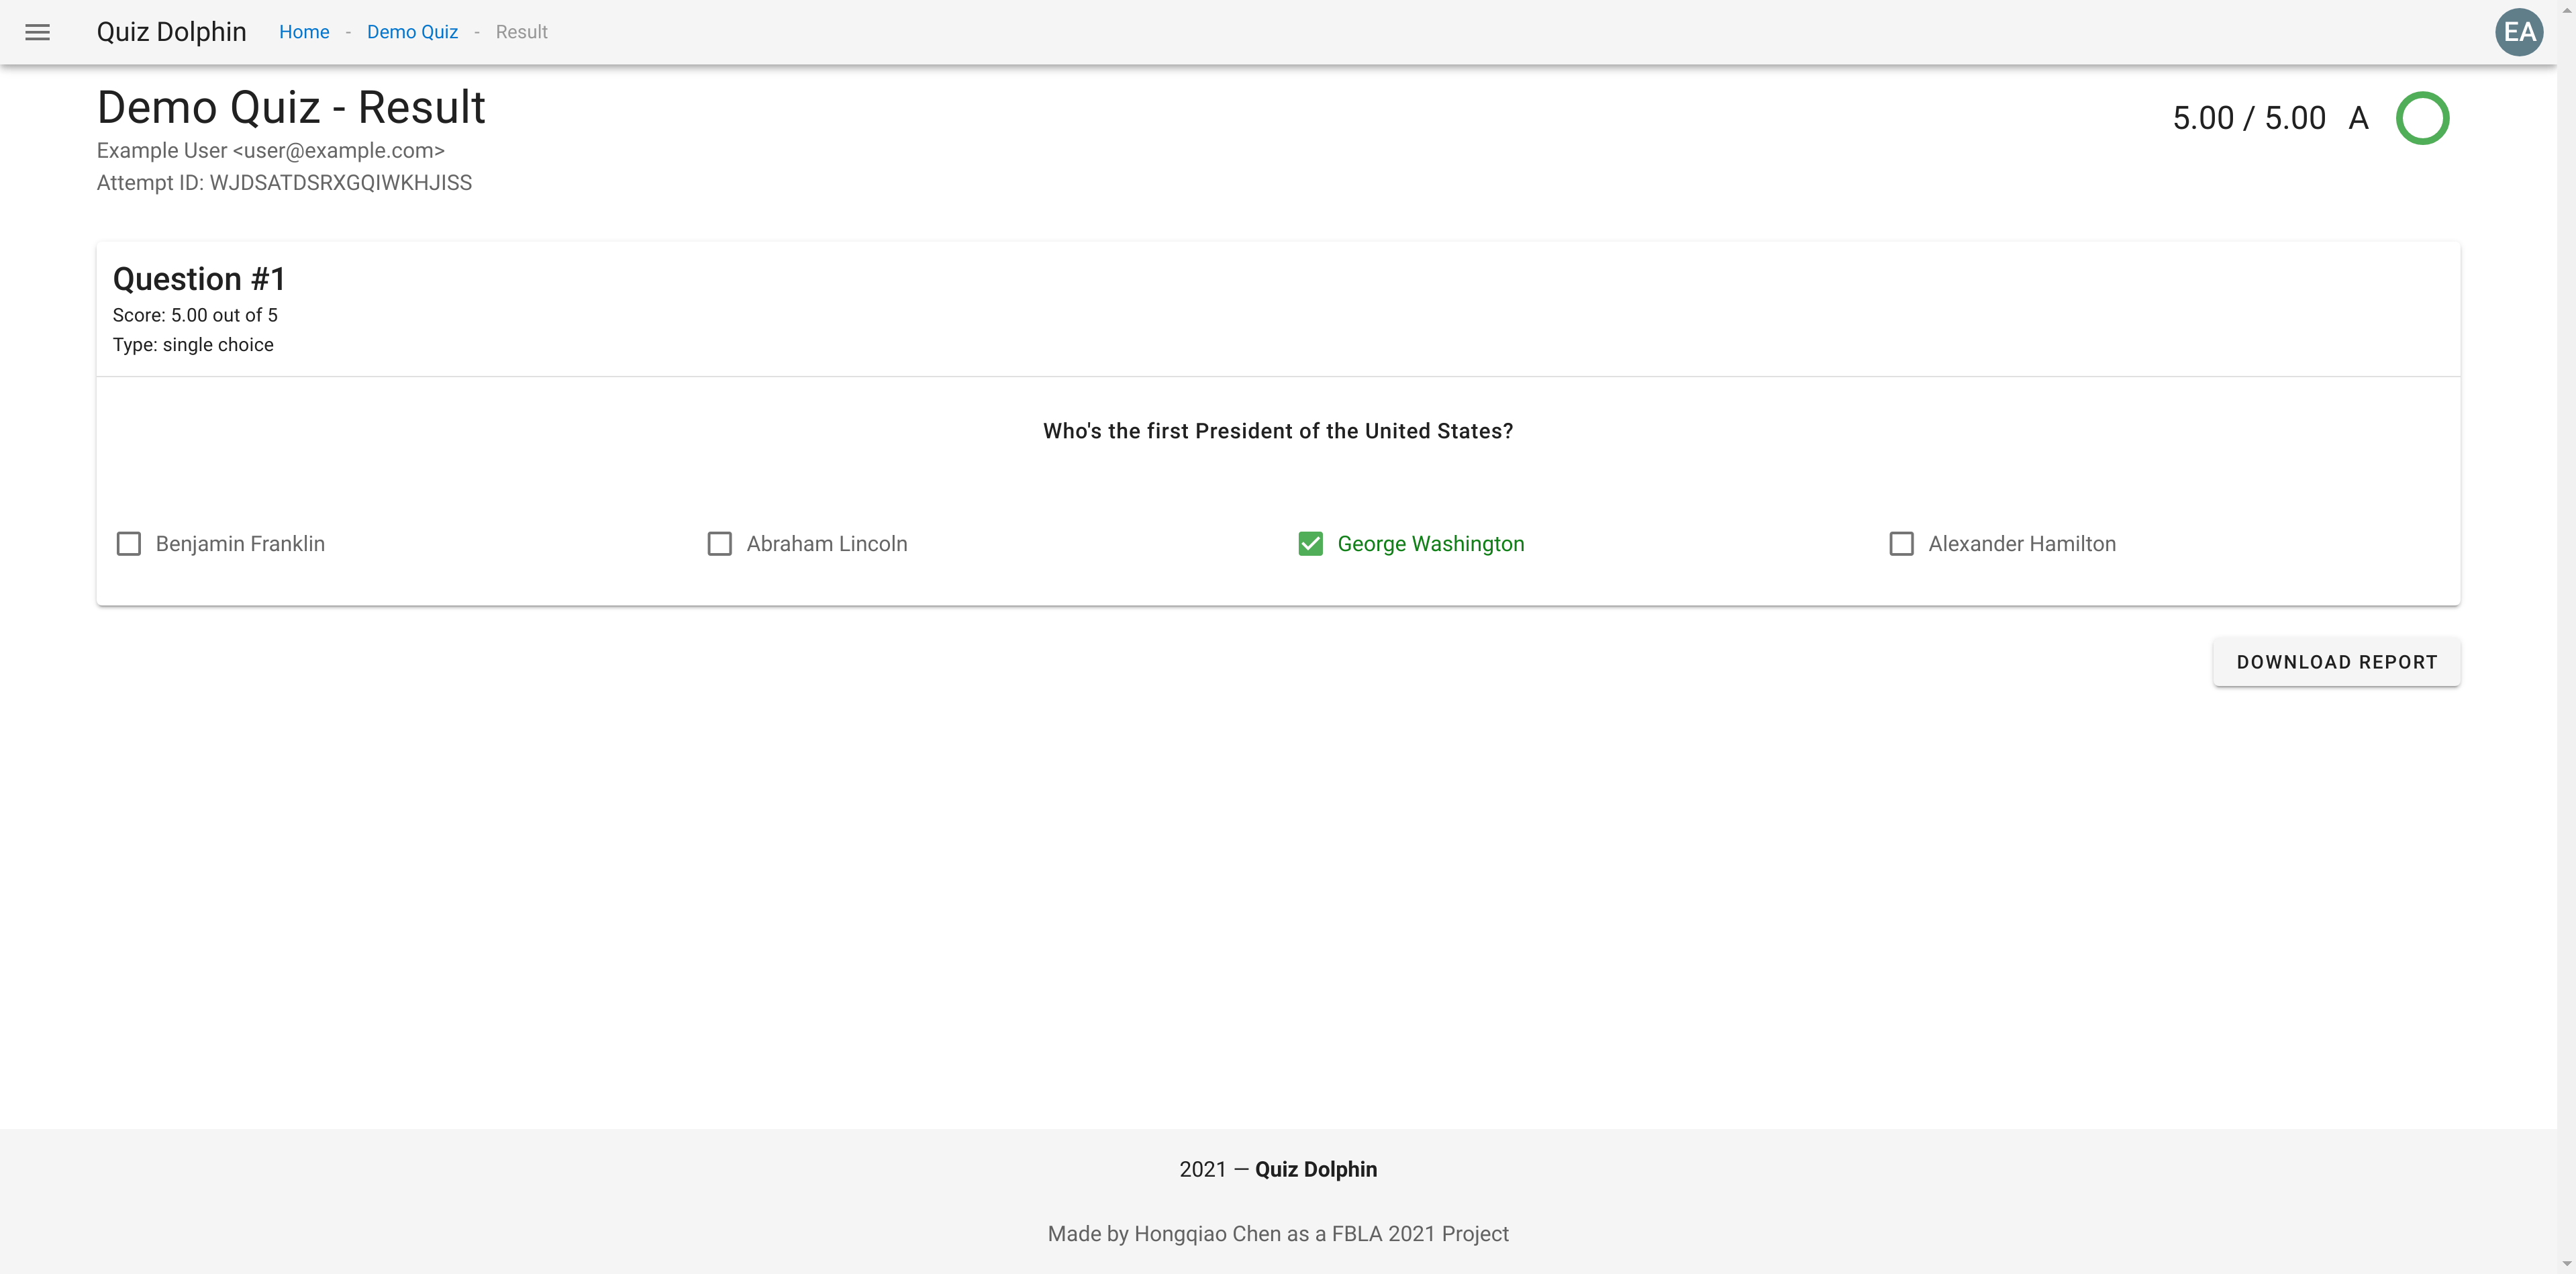 Quiz Dolphin Home - Demo Quiz - Result EA
Demo Quiz - Result
5.00 / 5.00 A
Example User <user@example.com>
Attempt ID: WJDSATDSRXGQIWKHJISS
Question #1
Score: 5.00 out of 5
Type: single choice
Who's the first President of the United States?
Benjamin Franklin Abraham Lincoln George Washington Alexander Hamilton
DOWNLOAD REPORT
2021 — Quiz Dolphin
Made by Hongqiao Chen as a FBLA 2021 Project